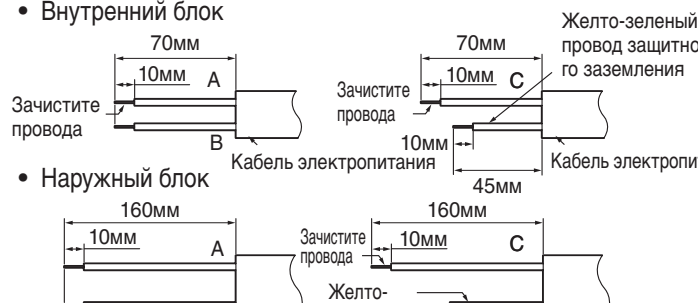 • Внутренний блок
70мм
10мм
A
Зачистите
провода
B
Кабель электропитания
70мм
10мм
C
Зачистите
провода
10мм
45мм
Желто-зеленый
провод защитно
го заземления
Кабель электропи
• Наружный блок
160мм
10мм
A
160мм
10мм
C
Зачистите
провода
Желто-